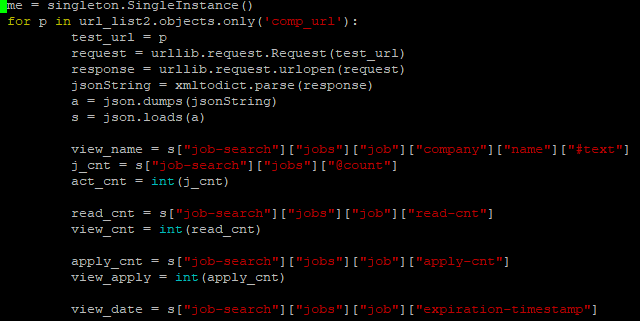 me = singleton.SingleInstance()
for p in url_list2.objects.only('comp_url'):
test_url = p
request = urllib.request.Request(test_url)
response = urllib.request.urlopen(request)
jsonString = xmltodict.parse(response)
a = json.dumps(jsonString)
s = json.loads(a)
view_name = s["job-search"]["jobs"]["job"]["company"]["name"]["#text"]
j_cnt = s["job-search"]["jobs"]["@count"]
act_cnt = int(j_cnt)
read_cnt = s["job-search"]["jobs"]["job"]["read-cnt"]
view_cnt = int(read_cnt)
apply_cnt = s["job-search"]["jobs"]["job"]["apply-cnt"]
view_apply = int(apply_cnt)
view_date = s["job-search"]["jobs"]["job"]["expiration-timestamp"]